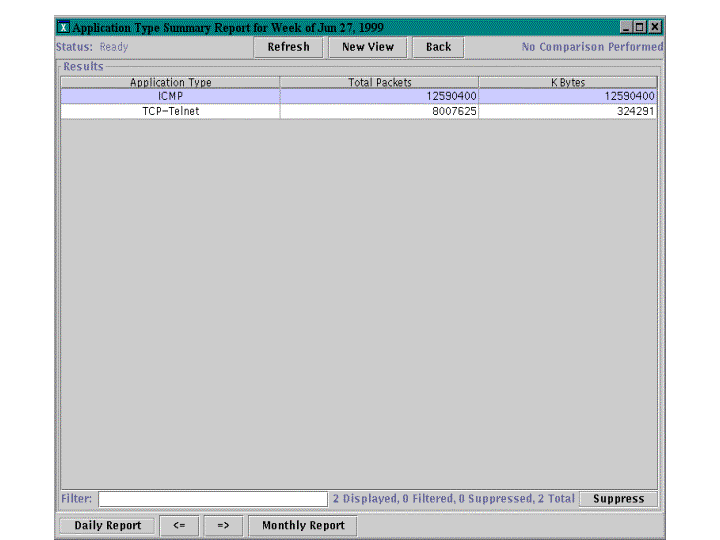 Application Type Summary Report for Week of Jun 27, 1999
Status: Ready Refresh New View Back No Comparison Performed
Results
Application Type Total Packets K Bytes
ICMP 12590400 12590400
TCP-Telnet 8007625 324291
Filter: 2 Displayed, 0 Filtered, 0 Suppressed, 2 Total Suppress
Daily Report <= => Monthly Report